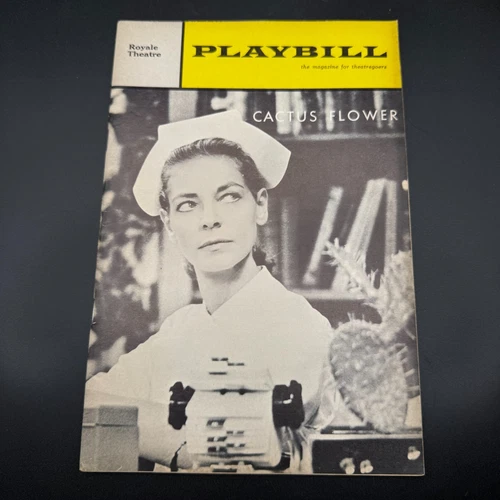 Royale
Theatre
PLAYBILL
the magazine for theatregoers
CACTUS FLOWER